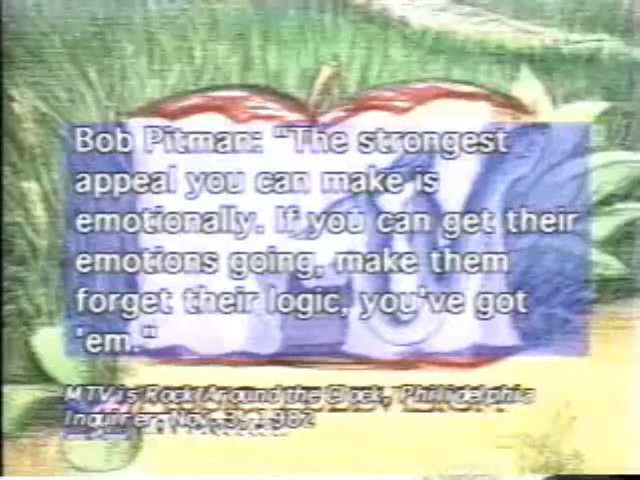 Bob Pitman: "The strongest
appeal you can make is
emotionally. If you can get their
emotions going, make them
forget their logic, you've got
'em."
MTV is Rock Around the Clock, Philidelphia
Inquirer, Nov. 3, 1982